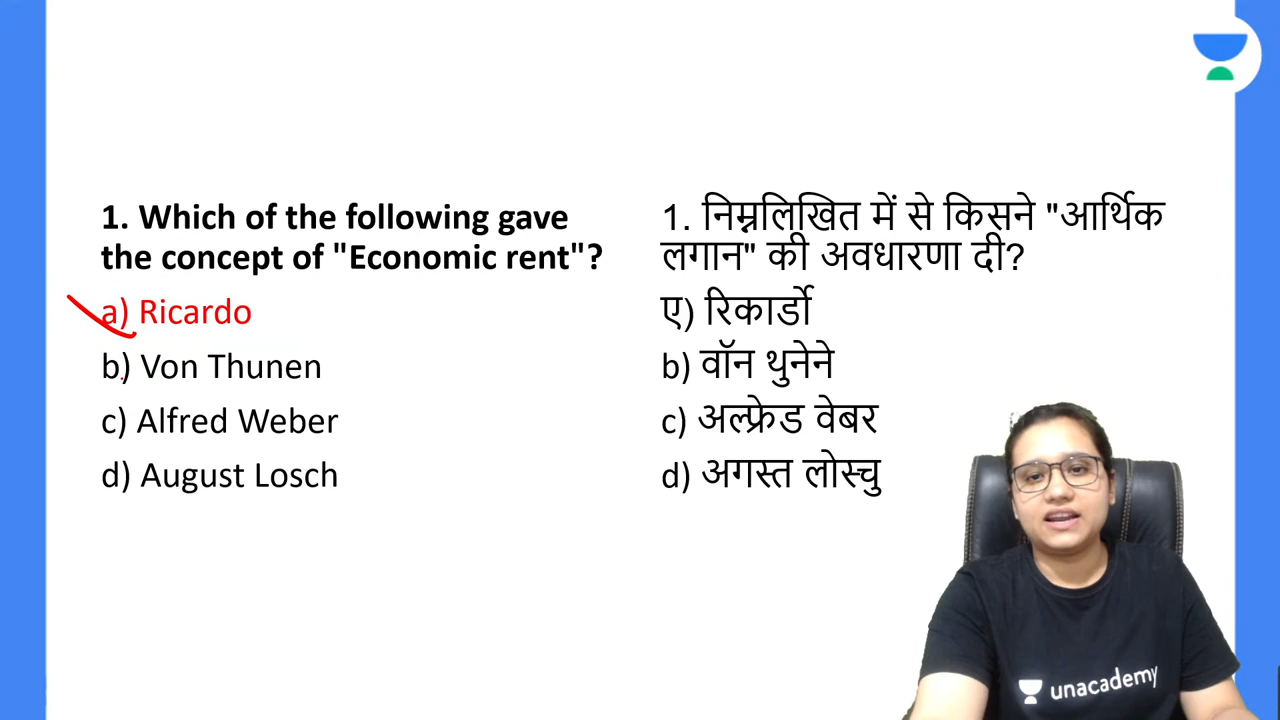 1. Which of the following gave
the concept of "Economic rent"?
a) Ricardo
b) Von Thunen
c) Alfred Weber
d) August Losch
1. निम्नलिखित में से किसने "आर्थिक
लगान" की अवधारणा दी?
ए) रिकार्डो
b) वॉन थुनेने
c) अल्फ्रेड वेबर
d) अगस्त लोस्चु
unacademy